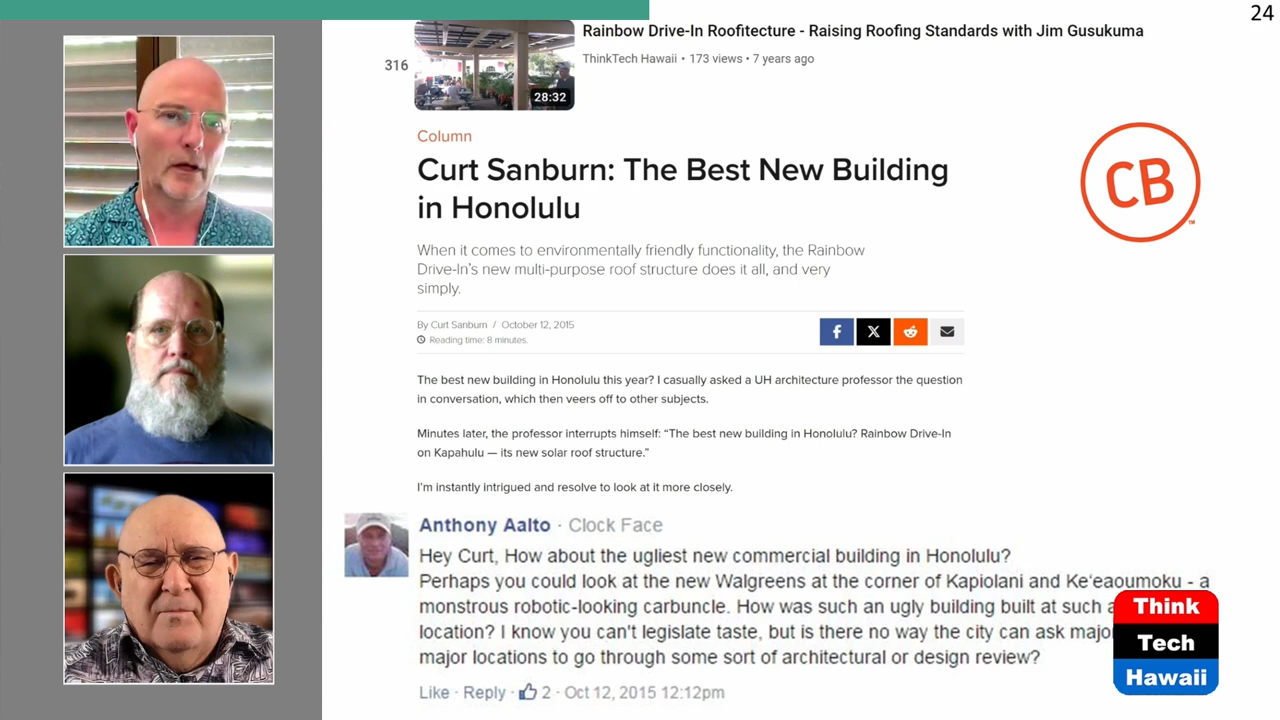 24
Rainbow Drive-In Roofitecture - Raising Roofing Standards with Jim Gusukuma
ThinkTech Hawaii • 173 views • 7 years ago
316
28:32
Column
Curt Sanburn: The Best New Building
in Honolulu
CB
TM
When it comes to environmentally friendly functionality, the Rainbow
Drive-In's new multi-purpose roof structure does it all, and very
simply.
By Curt Sanburn / October 12, 2015
Reading time: 8 minutes.
The best new building in Honolulu this year? I casually asked a UH architecture professor the question
in conversation, which then veers off to other subjects.
Minutes later, the professor interrupts himself: “The best new building in Honolulu? Rainbow Drive-In
on Kapahulu — its new solar roof structure.”
I'm instantly intrigued and resolve to look at it more closely.
Anthony Aalto · Clock Face
Hey Curt, How about the ugliest new commercial building in Honolulu?
Perhaps you could look at the new Walgreens at the corner of Kapiolani and Ke'eaoumoku - a
monstrous robotic-looking carbuncle. How was such an ugly building built at such a
location? I know you can't legislate taste, but is there no way the city can ask major
major locations to go through some sort of architectural or design review?
Like · Reply · 2 · Oct 12, 2015 12:12pm
Think
Tech
Hawaii